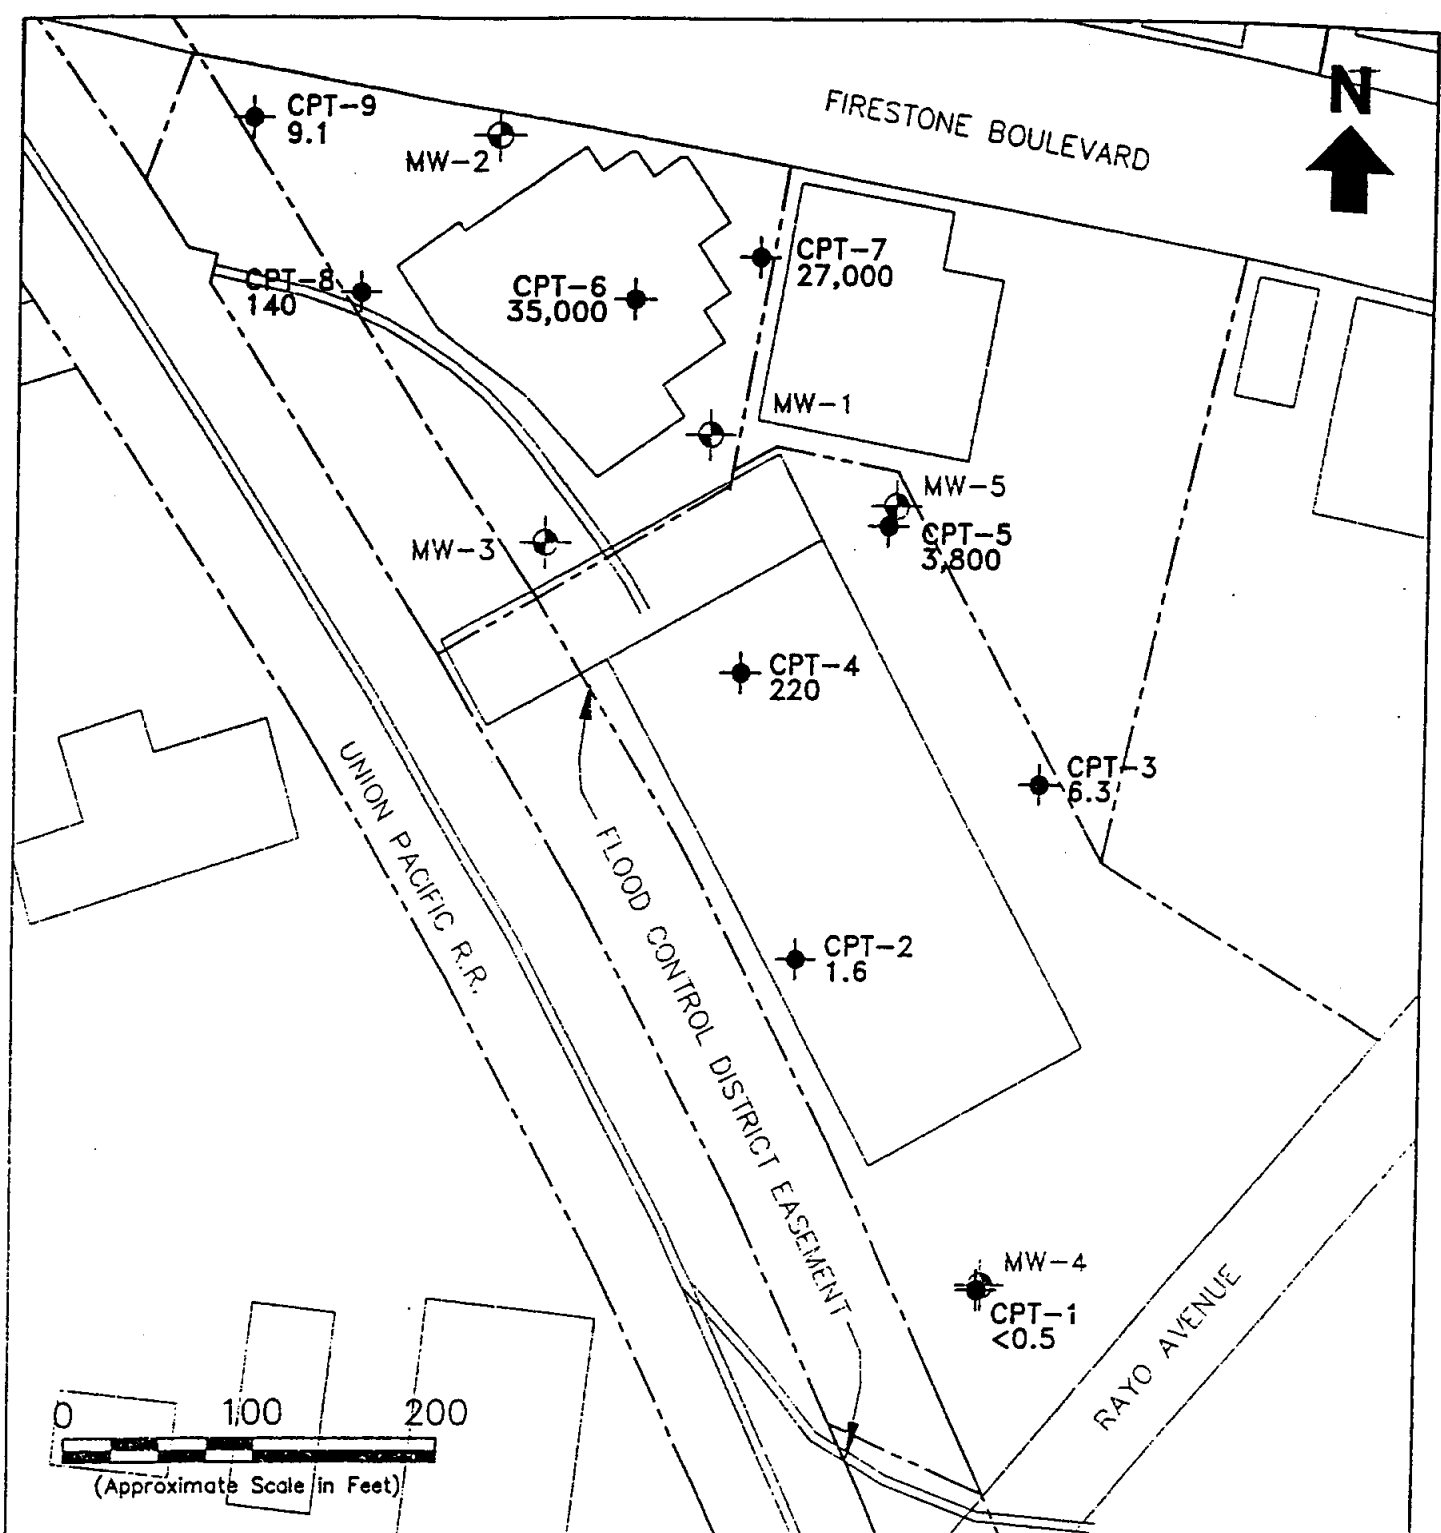 FIRESTONE BOULEVARD
N
CPT-9
9.1
MW-2
CPT-7
27,000
CPT-8
140
CPT-6
35,000
MW-1
MW-5
CPT-5
3,800
MW-3
CPT-4
220
CPT-3
6.3
UNION PACIFIC R.R.
FLOOD CONTROL DISTRICT EASEMENT
CPT-2
1.6
MW-4
CPT-1
<0.5
RAYO AVENUE
0 100 200
(Approximate Scale in Feet)